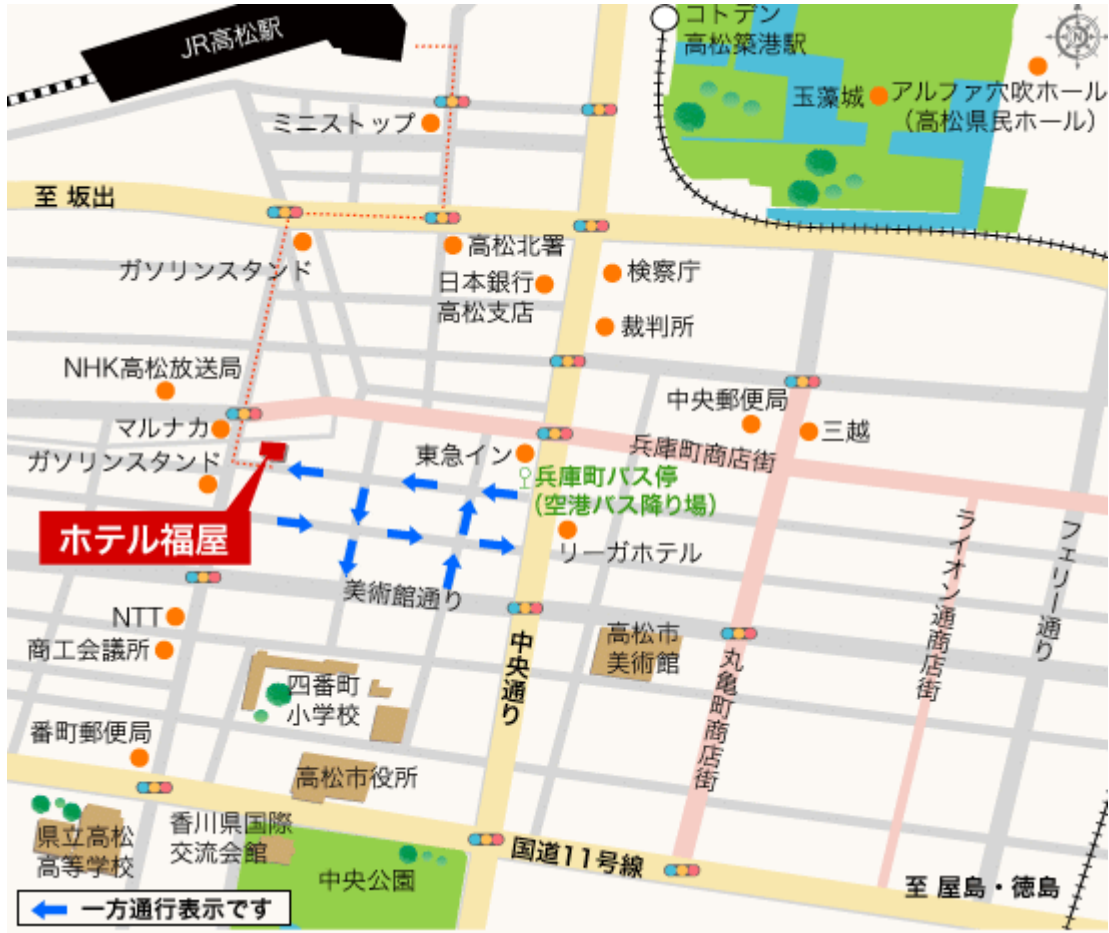 JR高松駅
コトデン
高松築港駅
N
玉藻城
アルファ穴吹ホール
(高松県民ホール)
ミニストップ
至 坂出
ガソリンスタンド
高松北署
日本銀行
高松支店
検察庁
裁判所
NHK高松放送局
マルナカ
ガソリンスタンド
ホテル福屋
東急イン
中央郵便局
三越
兵庫町商店街
兵庫町バス停
(空港バス降り場)
リーガホテル
ライオン通商店街
フェリー通り
美術館通り
NTT
商工会議所
中央通り
高松市
美術館
丸亀町商店街
四番町
小学校
番町郵便局
高松市役所
県立高松
高等学校
香川県国際
交流会館
中央公園
国道11号線
至 屋島・徳島
一方通行表示です